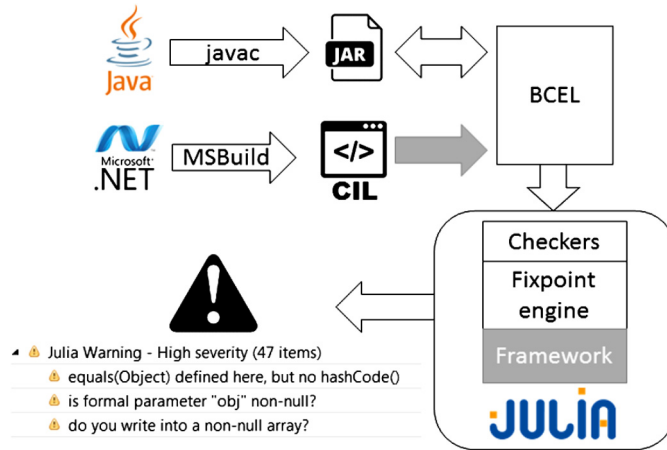 Java
javac
JAR
BCEL
Microsoft
.NET
MSBuild
</>
CIL
Checkers
Fixpoint
engine
Framework
JULIA
Julia Warning - High severity (47 items)
equals(Object) defined here, but no hashCode()
is formal parameter "obj" non-null?
do you write into a non-null array?